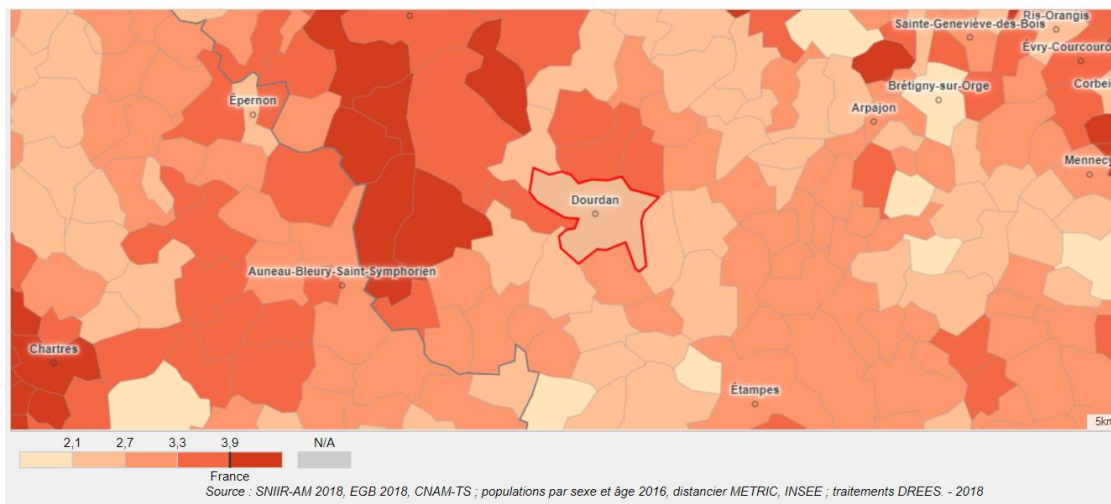 Ris-Orangis
Sainte-Geneviève-des-Bois
Évry-Courcouro
Épernon
Brétigny-sur-Orge
Corbei
Arpajon
Mennecy
Dourdan
Auneau-Bleury-Saint-Symphorien
Chartres
Étampes
5km
2,1 2,7 3,3 3,9 N/A
France
Source : SNIIR-AM 2018, EGB 2018, CNAM-TS ; populations par sexe et âge 2016, distancier METRIC, INSEE ; traitements DREES. - 2018